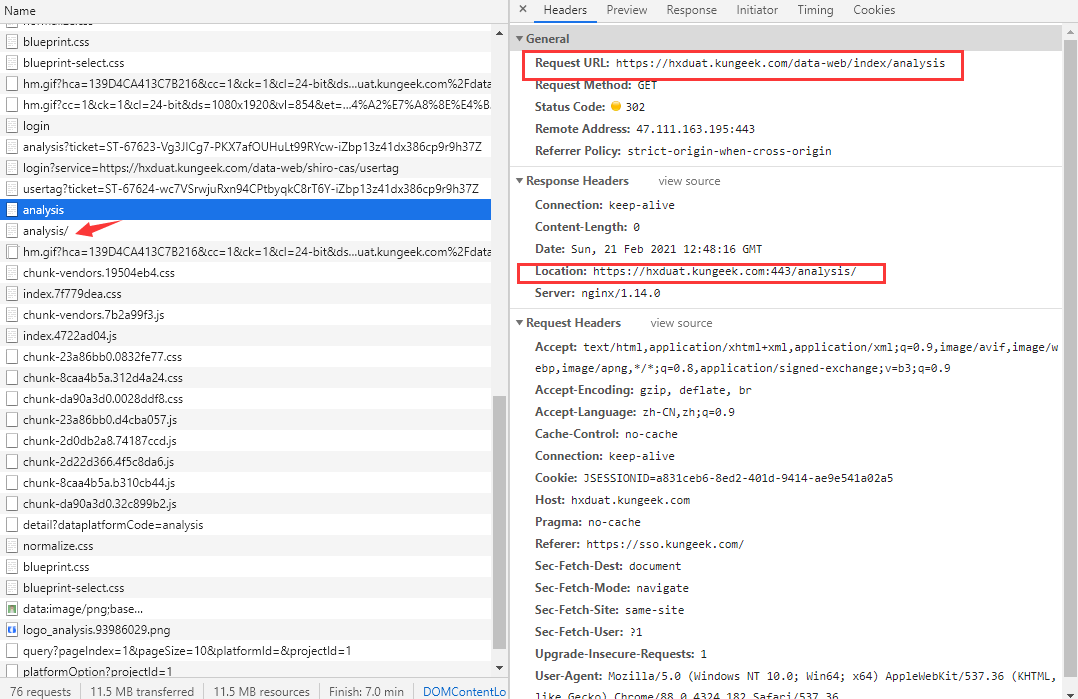 Name
blueprint.css
blueprint-select.css
hm.gif?hca=139D4CA413C7B216&cc=1&ck=1&cl=24-bit&ds...uat.kungeek.com%2Fdata
hm.gif?cc=1&ck=1&cl=24-bit&ds=1080x1920&vl=854&et=...4%A2%E7%A8%8E%E4%B.
login
analysis?ticket=ST-67623-Vg3JICg7-PKX7afOUHuLt99RYcw-iZbp13z41dx386cp9r9h37Z
login?service=https://hxduat.kungeek.com/data-web/shiro-cas/usertag
usertag?ticket=ST-67624-wc7VSrwjuRxn94CPtbyqkC8rT6Y-iZbp13z41dx386cp9r9h37Z
analysis
analysis/
hm.gif?hca=139D4CA413C7B216&cc=1&ck=1&cl=24-bit&ds...uat.kungeek.com%2Fdata
chunk-vendors.19504eb4.css
index.7f779dea.css
chunk-vendors.7b2a99f3.js
index.4722ad04.js
chunk-23a86bb0.0832fe77.css
chunk-8caa4b5a.312d4a24.css
chunk-da90a3d0.0028ddf8.css
chunk-23a86bb0.d4cba057.js
chunk-2d0db2a8.74187ccd.js
chunk-2d22d366.4f5c8da6.js
chunk-8caa4b5a.b310cb44.js
chunk-da90a3d0.32c899b2.js
detail?dataplatformCode=analysis
normalize.css
blueprint.css
blueprint-select.css
data:image/png;base...
logo_analysis.93986029.png
query?pageIndex=1&pageSize=10&platformId=&projectId=1
platformOption?projectId=1
76 requests 11.5 MB transferred 11.5 MB resources Finish: 7.0 min DOMContentLo
× Headers Preview Response Initiator Timing Cookies
General
Request URL: https://hxduat.kungeek.com/data-web/index/analysis
Request Method: GET
Status Code: 302
Remote Address: 47.111.163.195:443
Referrer Policy: strict-origin-when-cross-origin
Response Headers view source
Connection: keep-alive
Content-Length: 0
Date: Sun, 21 Feb 2021 12:48:16 GMT
Location: https://hxduat.kungeek.com:443/analysis/
Server: nginx/1.14.0
Request Headers view source
Accept: text/html,application/xhtml+xml,application/xml;q=0.9,image/avif,image/w
ebp,image/apng,*/*;q=0.8,application/signed-exchange;v=b3;q=0.9
Accept-Encoding: gzip, deflate, br
Accept-Language: zh-CN,zh;q=0.9
Cache-Control: no-cache
Connection: keep-alive
Cookie: JSESSIONID=a831ceb6-8ed2-401d-9414-ae9e541a02a5
Host: hxduat.kungeek.com
Pragma: no-cache
Referer: https://sso.kungeek.com/
Sec-Fetch-Dest: document
Sec-Fetch-Mode: navigate
Sec-Fetch-Site: same-site
Sec-Fetch-User: ?1
Upgrade-Insecure-Requests: 1
User-Agent: Mozilla/5.0 (Windows NT 10.0; Win64; x64) AppleWebKit/537.36 (KHTML,
like Gecko) Chrome/88.0.4324.182 Safari/537.36